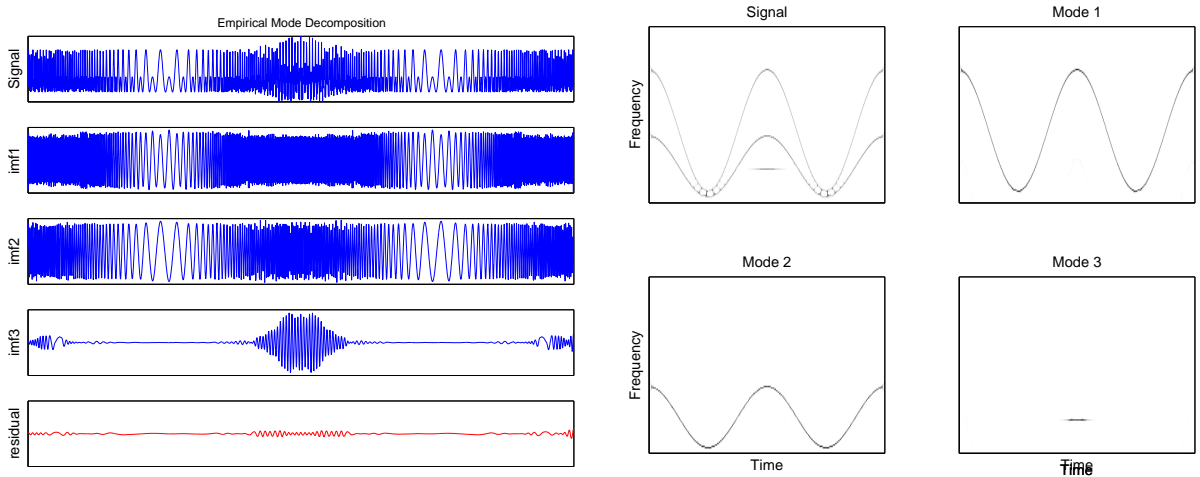 Empirical Mode Decomposition
Signal
imf1
imf2
imf3
residual
Signal
Mode 1
Frequency
Mode 2
Mode 3
Frequency
Time
Time
Time